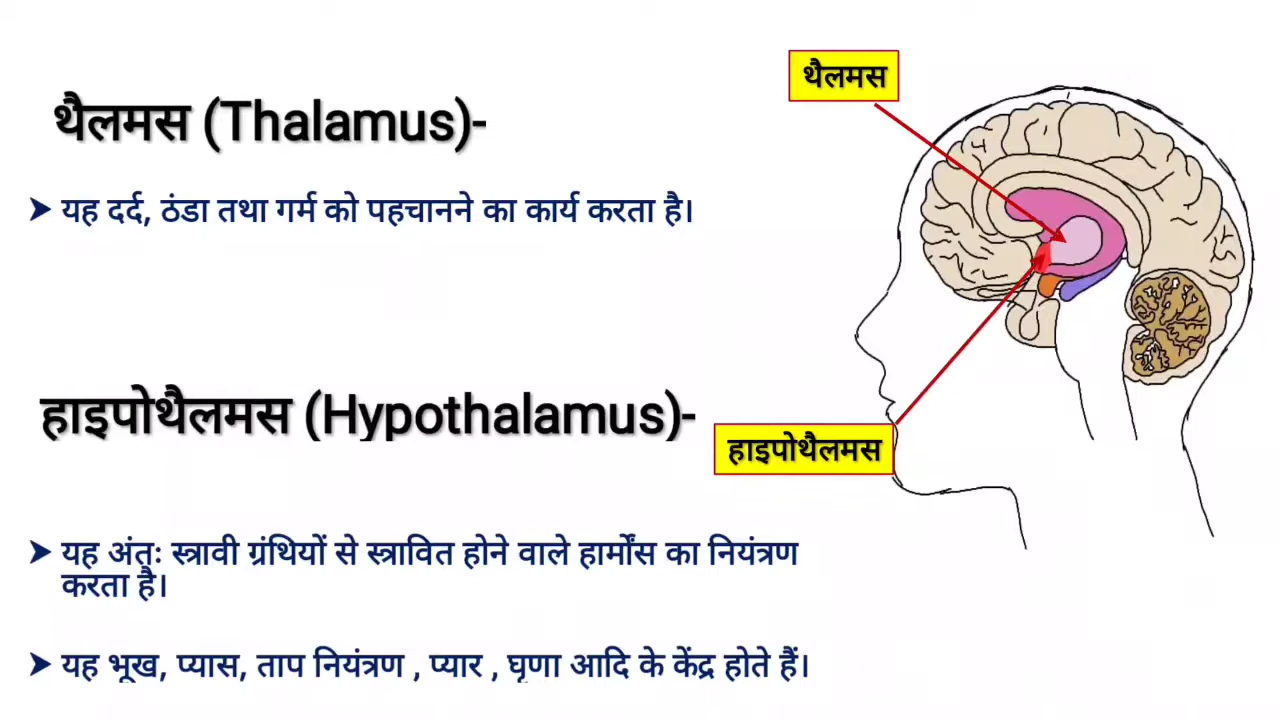 थैलमस (Thalamus)-
यह दर्द, ठंडा तथा गर्म को पहचानने का कार्य करता है।
थैलमस
हाइपोथैलमस (Hypothalamus)-
हाइपोथैलमस
यह अंतः स्त्रावी ग्रंथियों से स्त्रावित होने वाले हार्मोंस का नियंत्रण
करता है।
यह भूख, प्यास, ताप नियंत्रण , प्यार , घृणा आदि के केंद्र होते हैं।